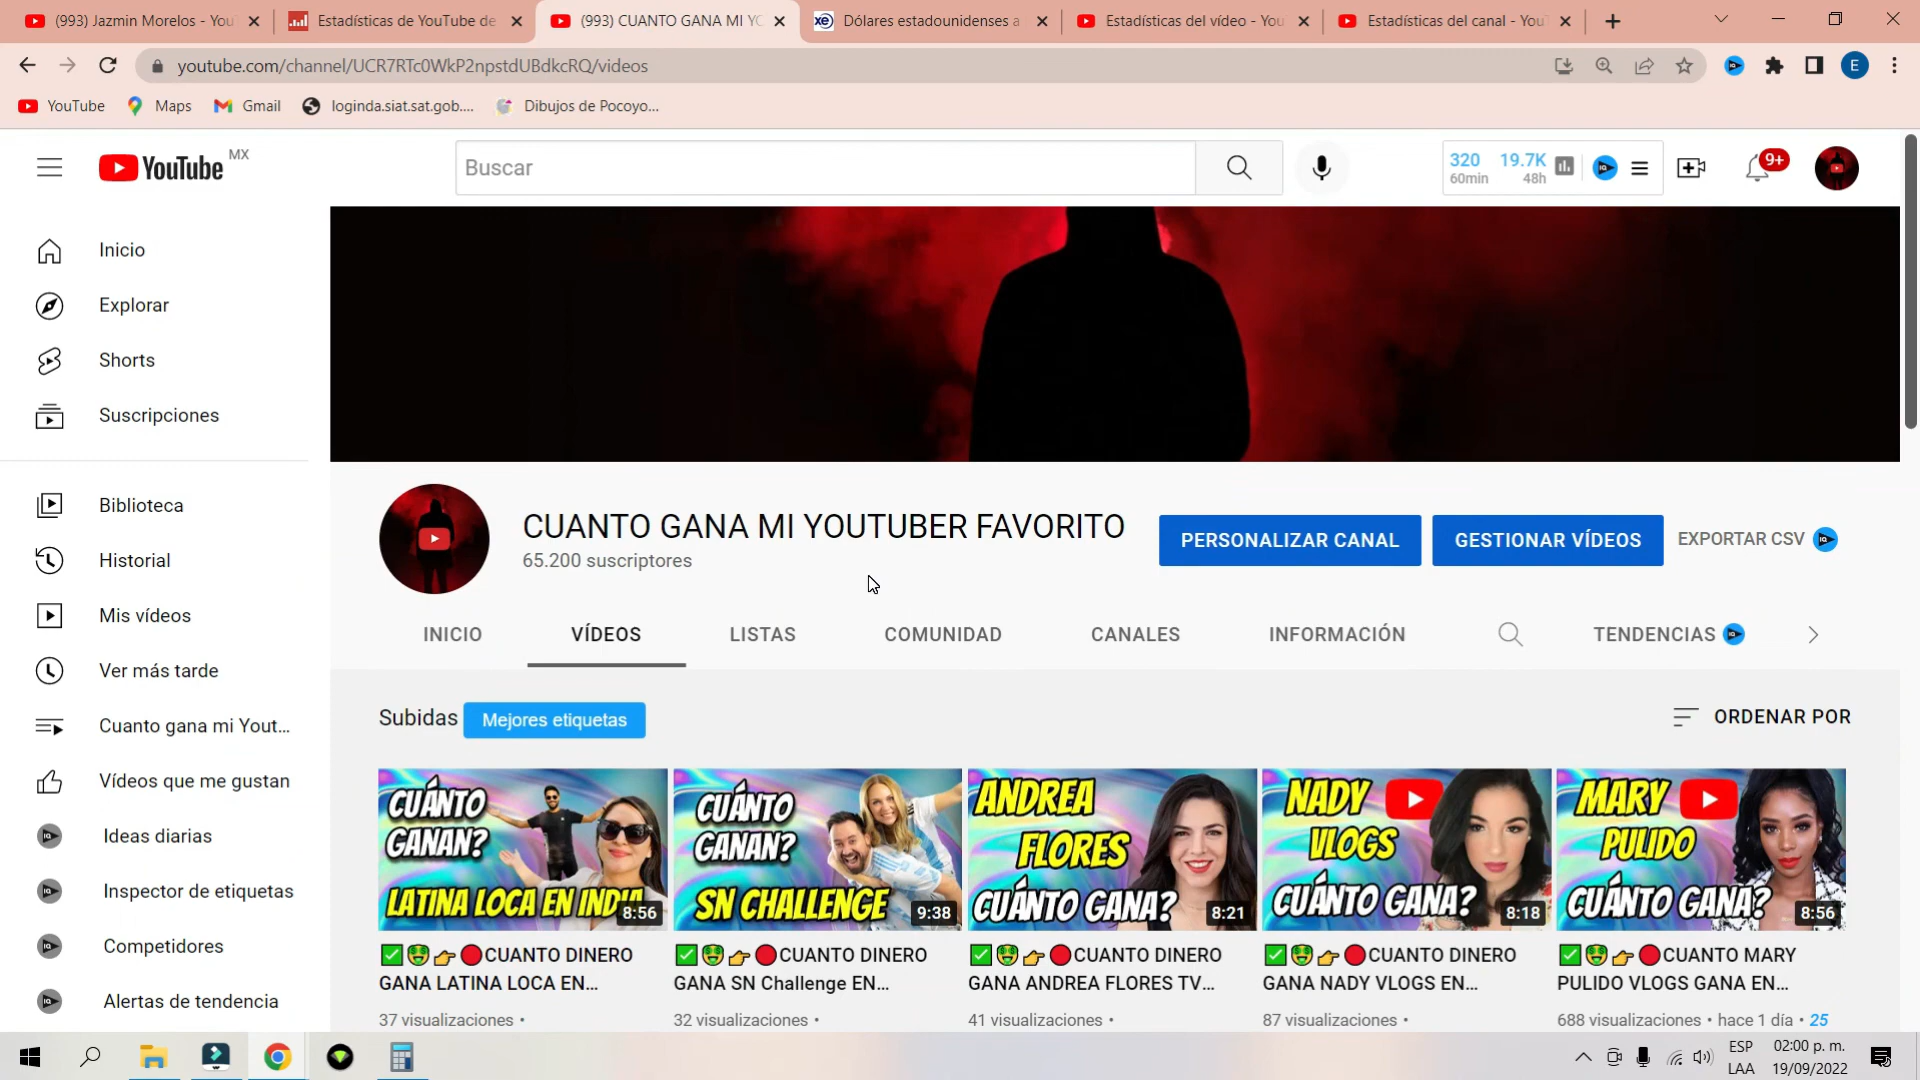 (993) Jazmin Morelos - You
Estadísticas de YouTube de
(993) CUANTO GANA MI YO
Dólares estadounidenses a
Estadísticas del vídeo - You
Estadísticas del canal - YouT
youtube.com/channel/UCR7RTc0WkP2npstdUBdkcRQ/videos
E
YouTube
Maps
Gmail
loginda.siat.sat.gob....
Dibujos de Pocoyo...
YouTube MX
Buscar
320 60min
19.7K 48h
9+
Inicio
Explorar
Shorts
Suscripciones
Biblioteca
Historial
Mis vídeos
Ver más tarde
Cuanto gana mi Yout...
Vídeos que me gustan
Ideas diarias
Inspector de etiquetas
Competidores
Alertas de tendencia
CUANTO GANA MI YOUTUBER FAVORITO
65.200 suscriptores
PERSONALIZAR CANAL
GESTIONAR VÍDEOS
EXPORTAR CSV
INICIO
VÍDEOS
LISTAS
COMUNIDAD
CANALES
INFORMACIÓN
TENDENCIAS
Subidas
Mejores etiquetas
ORDENAR POR
CUÁNTO
GANAN?
LATINA LOCA EN INDIA
8:56
CUÁNTO
GANAN?
SN CHALLENGE
9:38
ANDREA
FLORES
CUÁNTO GANA?
8:21
NADY
VLOGS
CUÁNTO GANA?
8:18
MARY
PULIDO
CUÁNTO GANA?
8:56
✅🤑👉🔴CUANTO DINERO
GANA LATINA LOCA EN...
37 visualizaciones •
✅🤑👉🔴CUANTO DINERO
GANA SN Challenge EN...
32 visualizaciones •
✅🤑👉🔴CUANTO DINERO
GANA ANDREA FLORES TV...
41 visualizaciones •
✅🤑👉🔴CUANTO DINERO
GANA NADY VLOGS EN...
87 visualizaciones •
✅🤑👉🔴CUANTO MARY
PULIDO VLOGS GANA EN...
688 visualizaciones • hace 1 día • 25
ESP
LAA
02:00 p. m.
19/09/2022